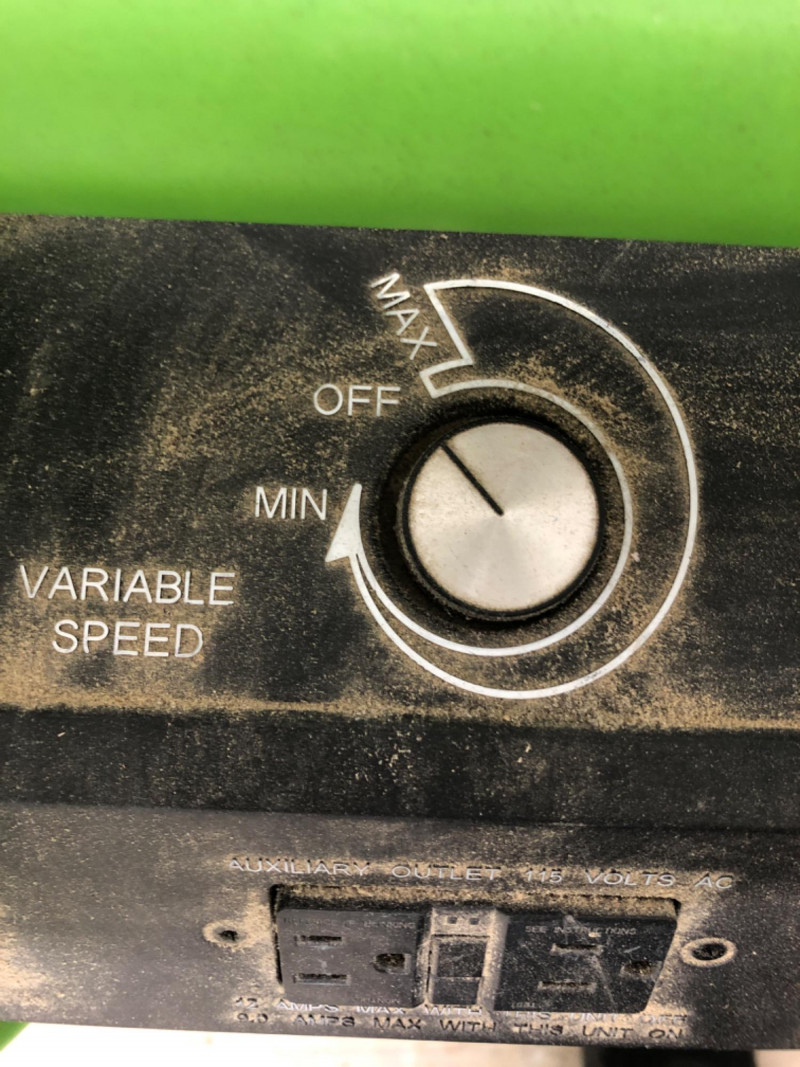 MAX
OFF
MIN
VARIABLE
SPEED
AUXILIARY OUTLET 115 VOLTS AC
SEE INSTRUCTIONS
AMPS MAX WITH THIS UNIT OFF
9.0 AMPS MAX WITH THIS UNIT ON